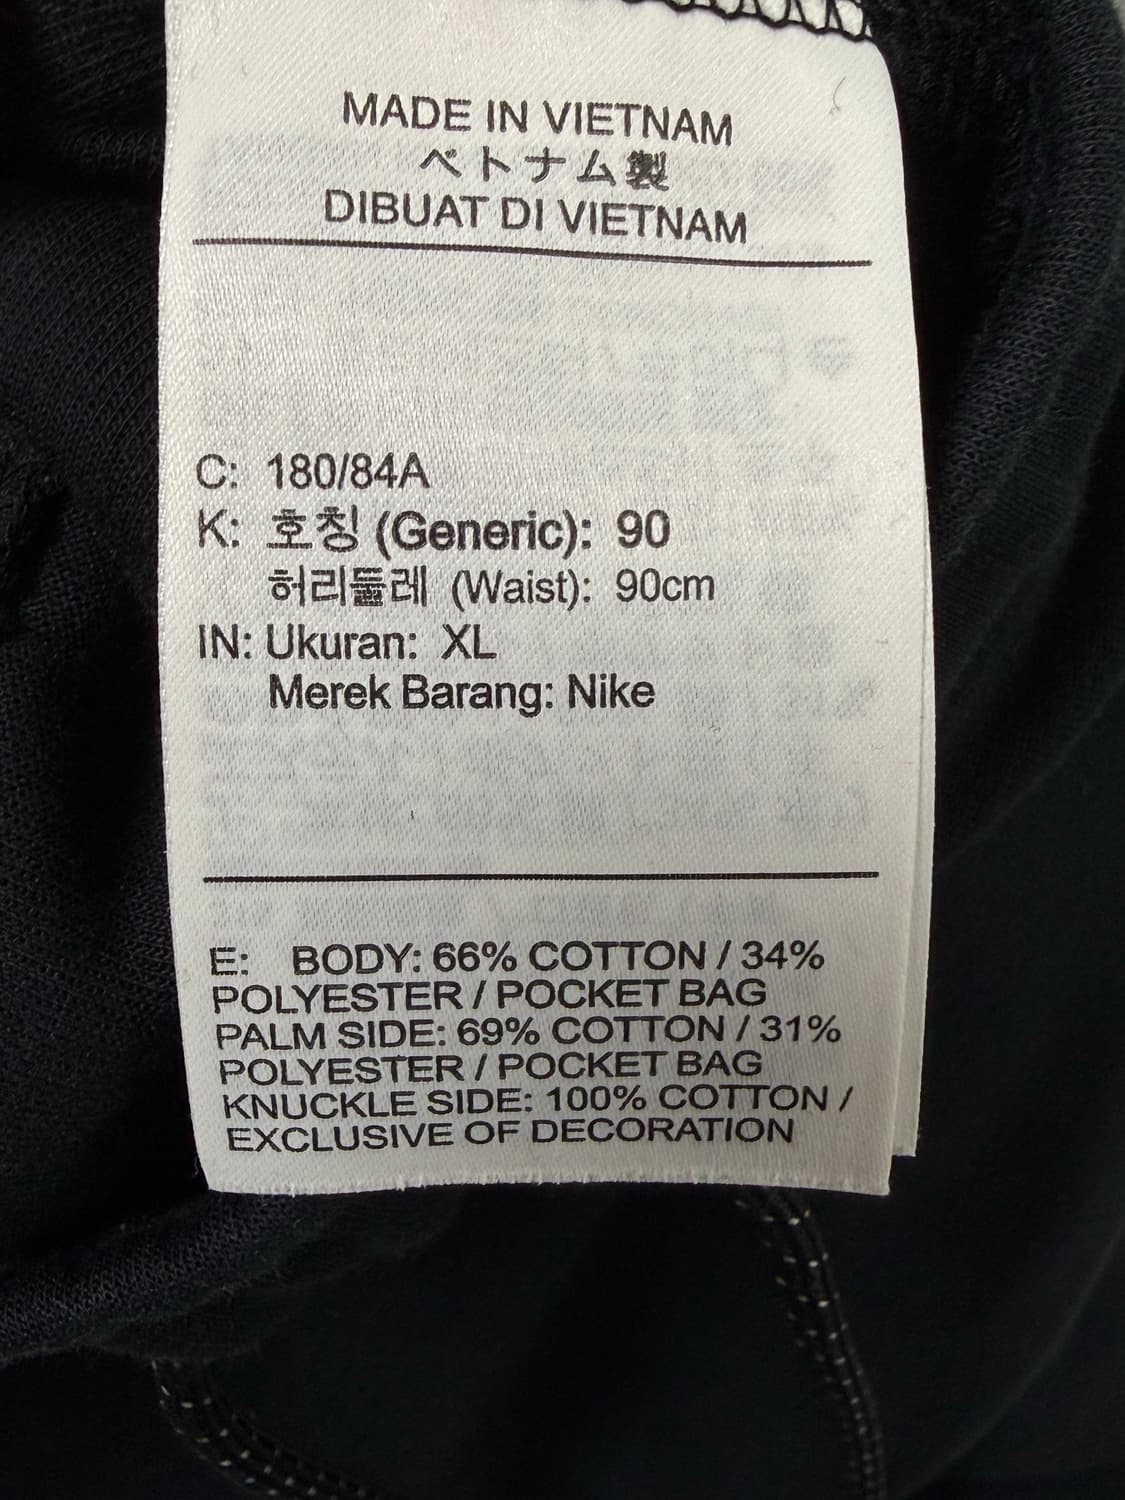 MADE IN VIETNAM
ベトナム製
DIBUAT DI VIETNAM
C: 180/84A
K: 호칭 (Generic): 90
허리둘레 (Waist): 90cm
IN: Ukuran: XL
Merek Barang: Nike
E: BODY: 66% COTTON / 34%
POLYESTER / POCKET BAG
PALM SIDE: 69% COTTON / 31%
POLYESTER / POCKET BAG
KNUCKLE SIDE: 100% COTTON /
EXCLUSIVE OF DECORATION